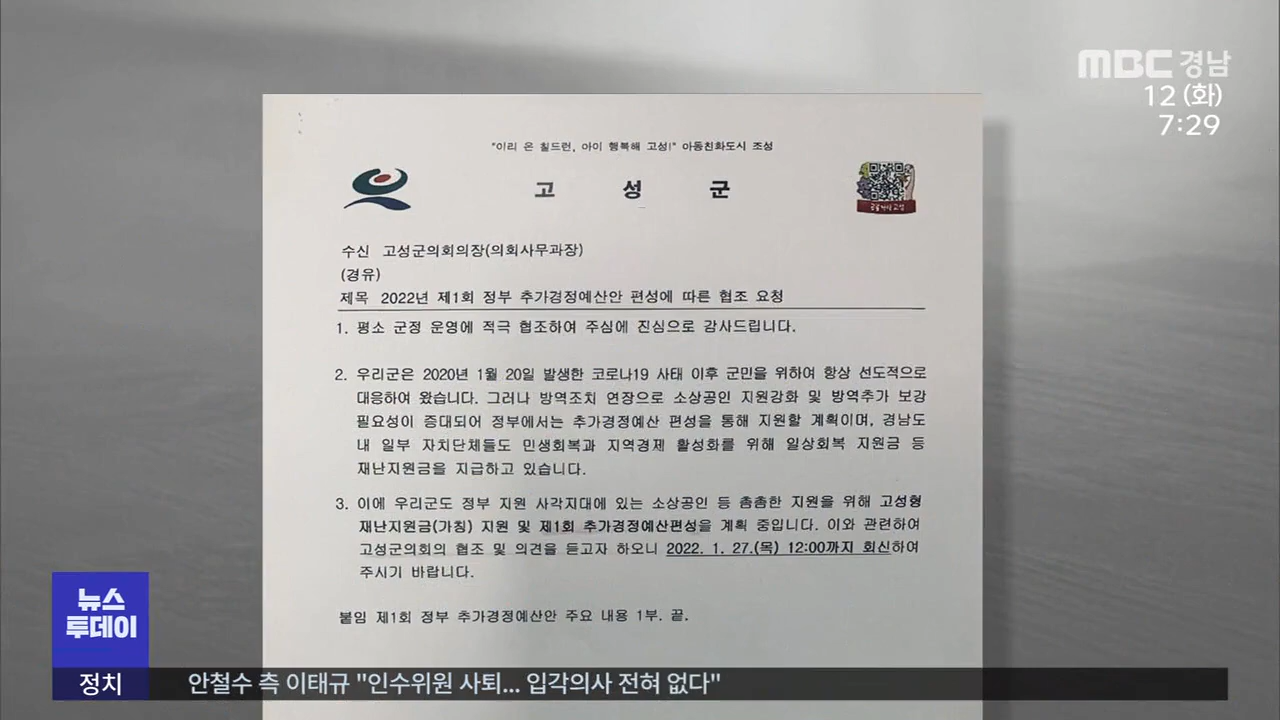 MBC 경남
12 (화)
7:29
"이리 온 칠드런, 아이 행복해 고성!" 아동친화도시 조성
고 성 군
수신 고성군의회의장(의회사무과장)
(경유)
제목 2022년 제1회 정부 추가경정예산안 편성에 따른 협조 요청
1. 평소 군정 운영에 적극 협조하여 주심에 진심으로 감사드립니다.
2. 우리군은 2020년 1월 20일 발생한 코로나19 사태 이후 군민을 위하여 항상 선도적으로
대응하여 왔습니다. 그러나 방역조치 연장으로 소상공인 지원강화 및 방역추가 보강
필요성이 증대되어 정부에서는 추가경정예산 편성을 통해 지원할 계획이며, 경남도
내 일부 자치단체들도 민생회복과 지역경제 활성화를 위해 일상회복 지원금 등
재난지원금을 지급하고 있습니다.
3. 이에 우리군도 정부 지원 사각지대에 있는 소상공인 등 촘촘한 지원을 위해 고성형
재난지원금(가칭) 지원 및 제1회 추가경정예산편성을 계획 중입니다. 이와 관련하여
고성군의회의 협조 및 의견을 듣고자 하오니 2022. 1. 27.(목) 12:00까지 회신하여
주시기 바랍니다.
붙임 제1회 정부 추가경정예산안 주요 내용 1부. 끝.
뉴스
투데이
정치 안철수 측 이태규 "인수위원 사퇴... 입각의사 전혀 없다"